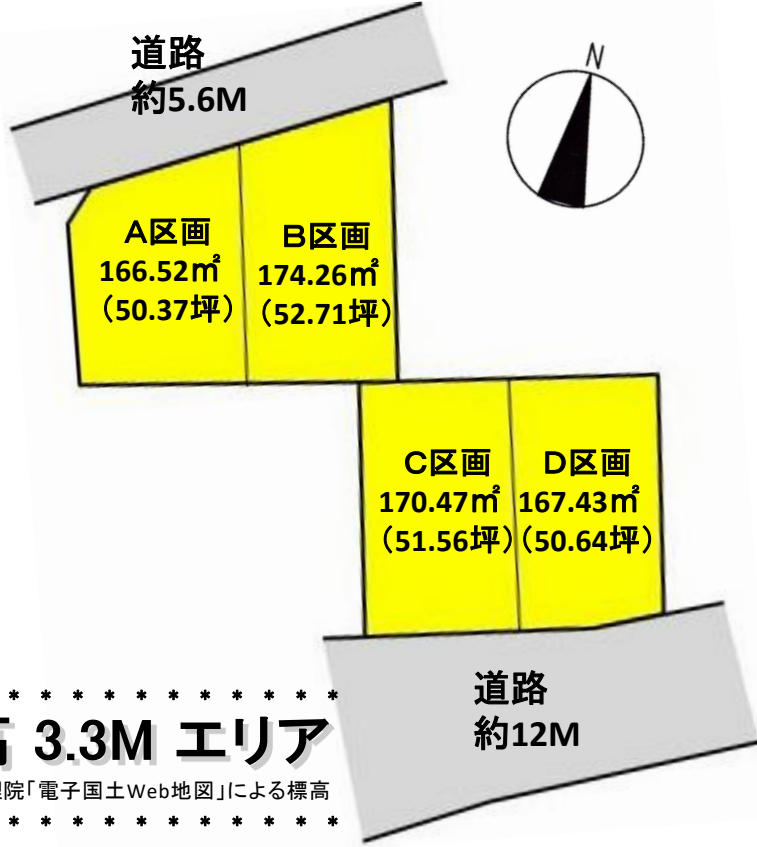 道路
約5.6M
N
A区画
166.52㎡
(50.37坪)
B区画
174.26㎡
(52.71坪)
C区画
170.47㎡
(51.56坪)
D区画
167.43㎡
(50.64坪)
道路
約12M
* * * * * * * * * * * * * *
3.3M エリア
院「電子国土Web地図」による標高
* * * * * * * * * * * * * *